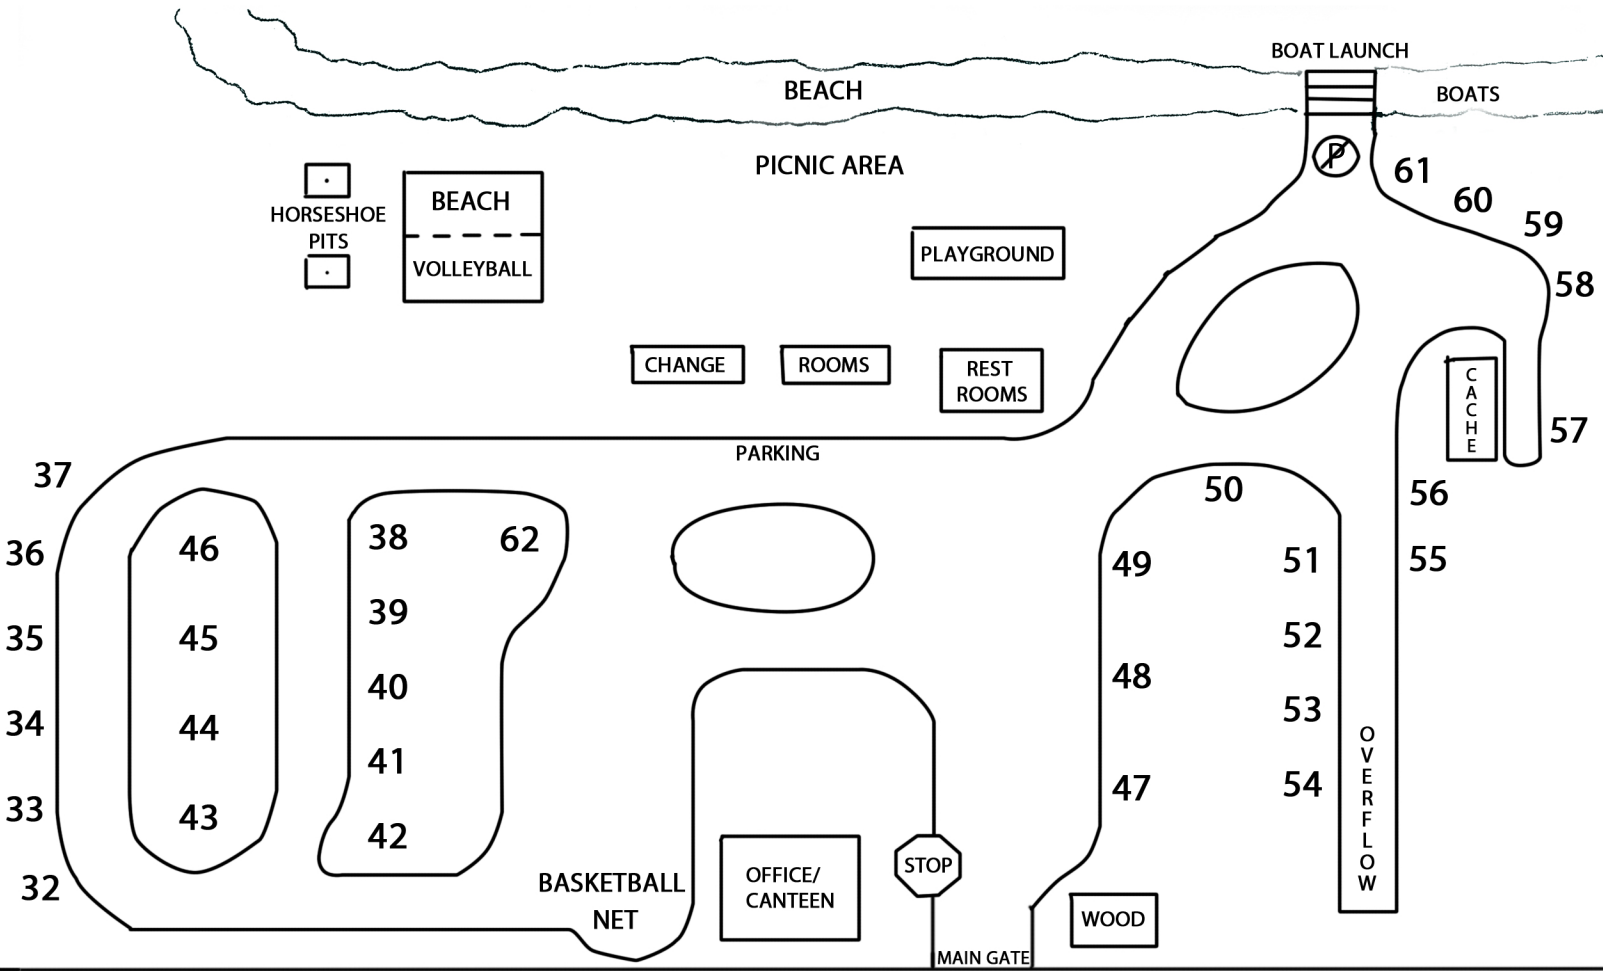 BOAT LAUNCH
BEACH
BOATS
P
PICNIC AREA
61
60
59
58
57
HORSESHOE
PITS
BEACH
VOLLEYBALL
PLAYGROUND
CHANGE
ROOMS
REST
ROOMS
CACHE
PARKING
37
36
35
34
33
32
46
45
44
43
38
62
39
40
41
42
50
49
51
48
52
53
47
54
56
55
OVERFLOW
BASKETBALL
NET
OFFICE/
CANTEEN
STOP
WOOD
MAIN GATE